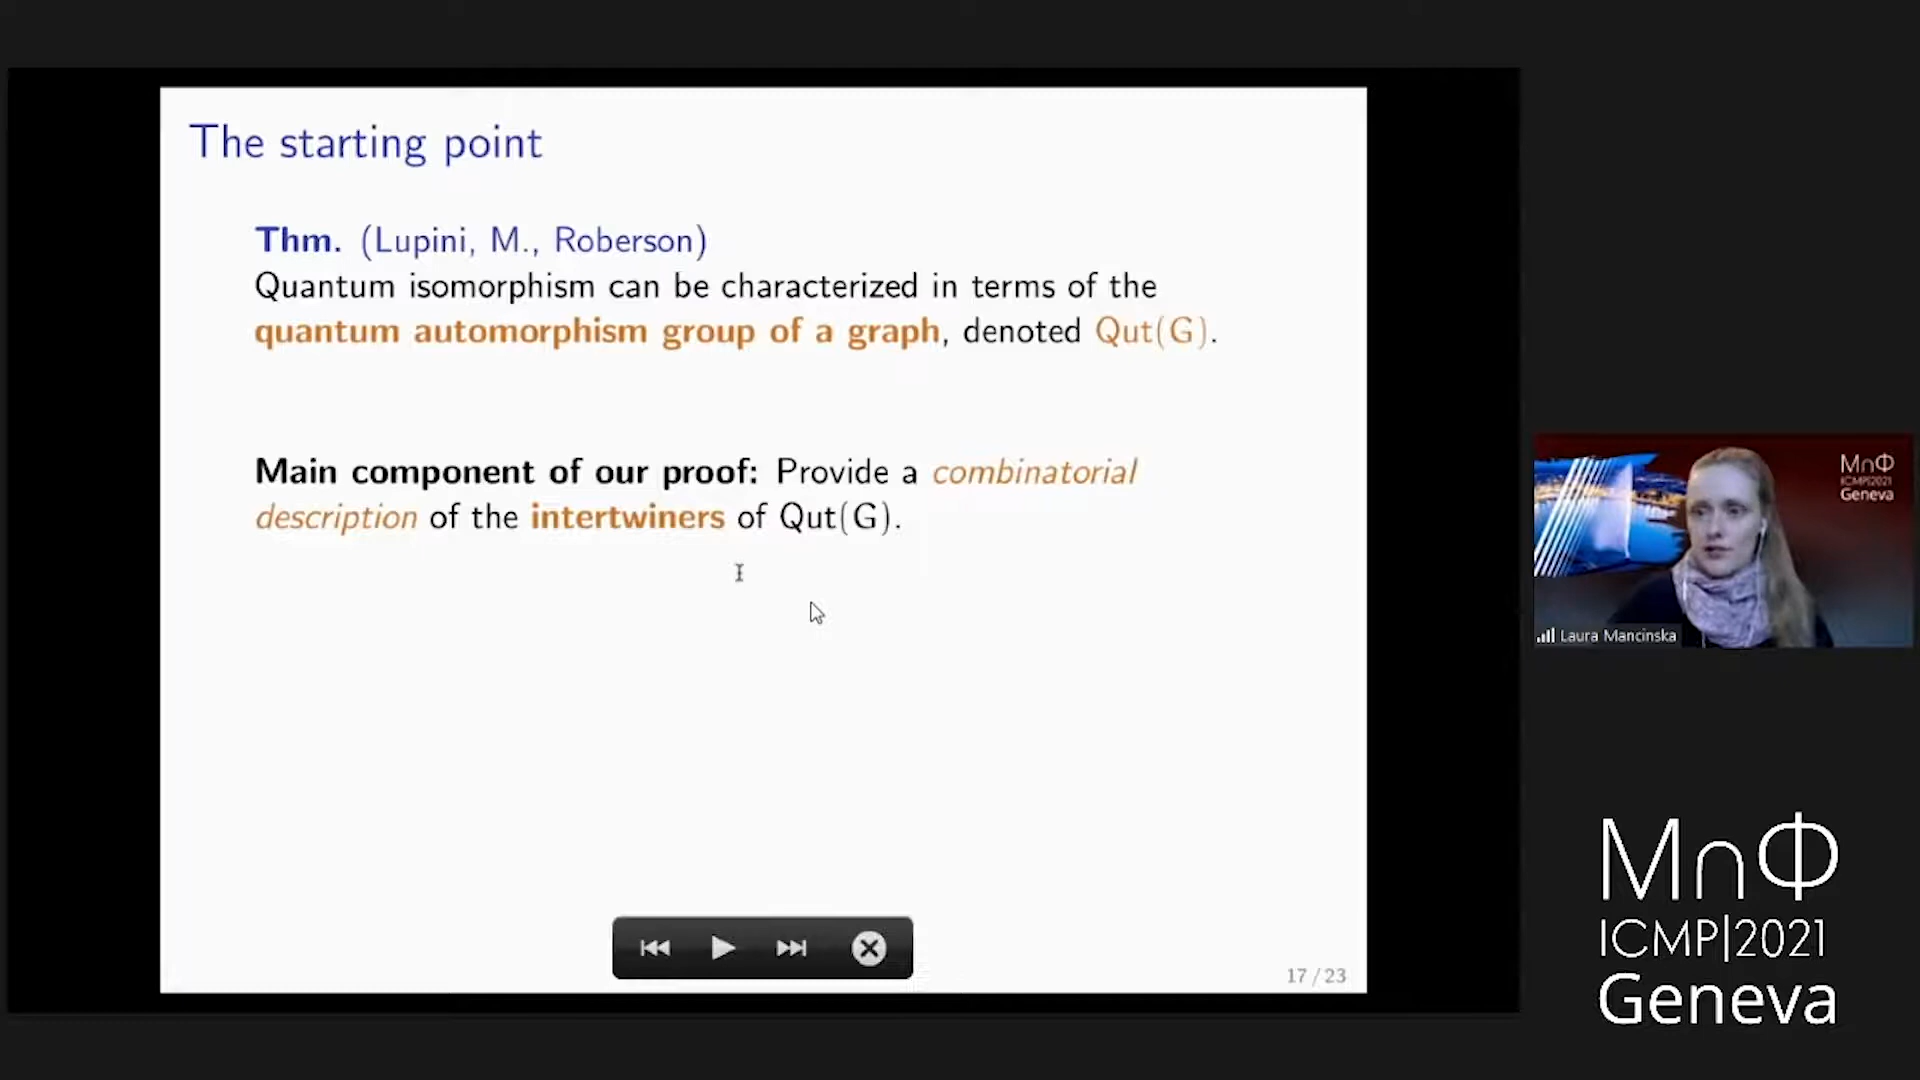 The starting point
Thm. (Lupini, M., Roberson)
Quantum isomorphism can be characterized in terms of the
quantum automorphism group of a graph, denoted Qut(G).
Main component of our proof: Provide a combinatorial
description of the intertwiners of Qut(G).
17 / 23
M∩Φ
ICMP|2021
Geneva
Laura Mancinska
M∩Φ
ICMP|2021
Geneva